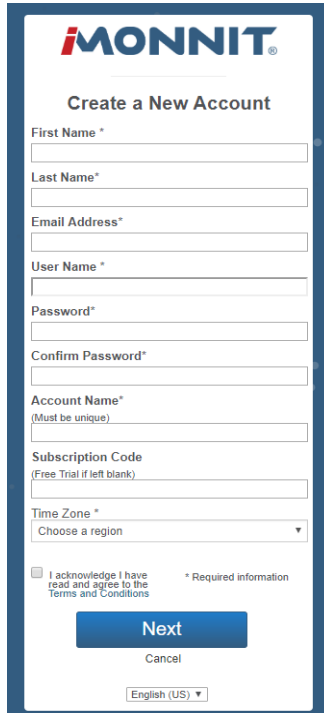 iMONNIT®
Create a New Account
First Name *
Last Name*
Email Address*
User Name *
Password*
Confirm Password*
Account Name*
(Must be unique)
Subscription Code
(Free Trial if left blank)
Time Zone *
Choose a region
I acknowledge I have
read and agree to the
Terms and Conditions
* Required information
Next
Cancel
English (US)